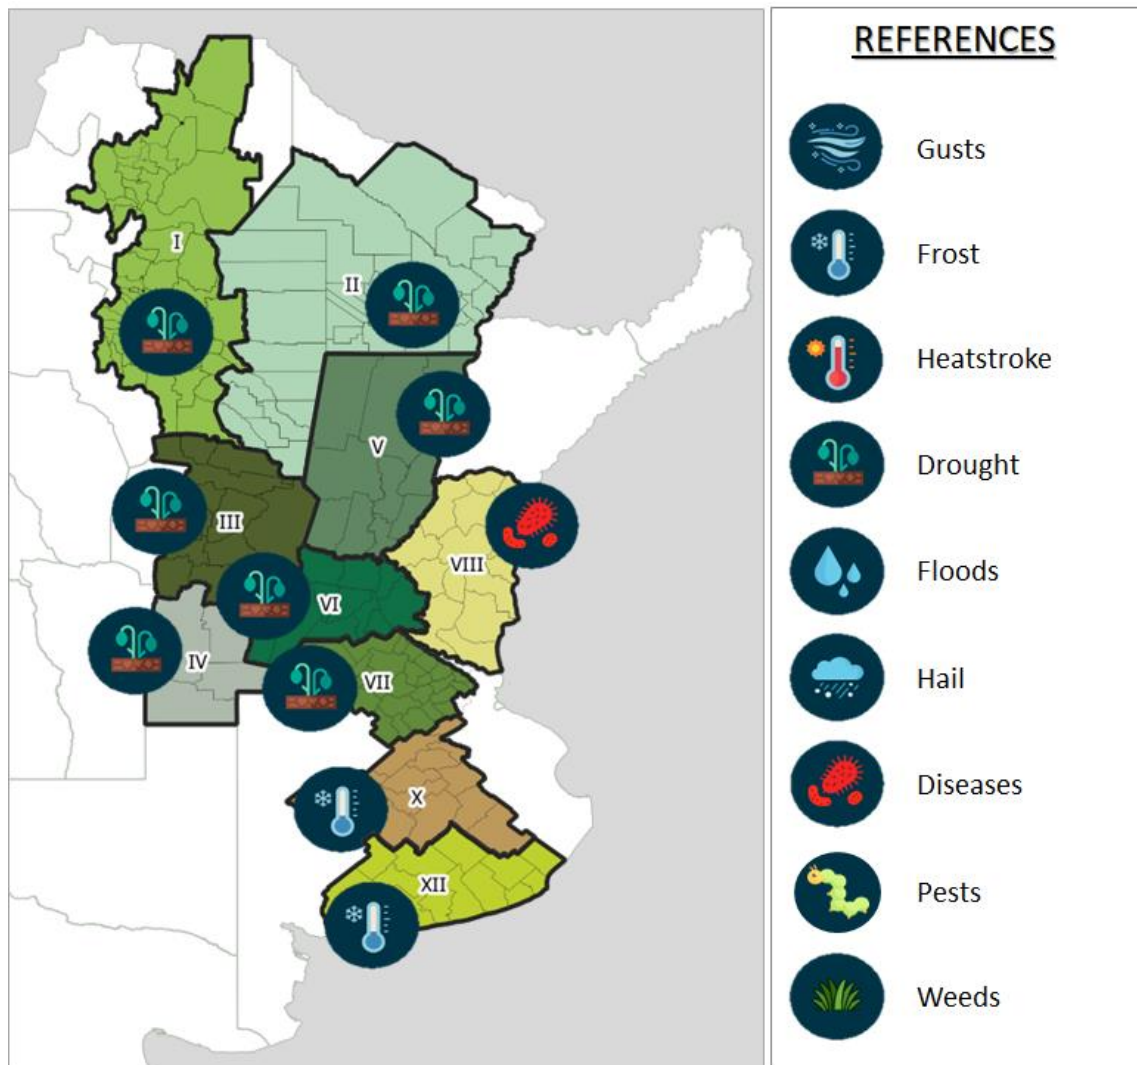 REFERENCES
I
II
V
III
VIII
VI
IV
VII
X
XII
Gusts
Frost
Heatstroke
Drought
Floods
Hail
Diseases
Pests
Weeds